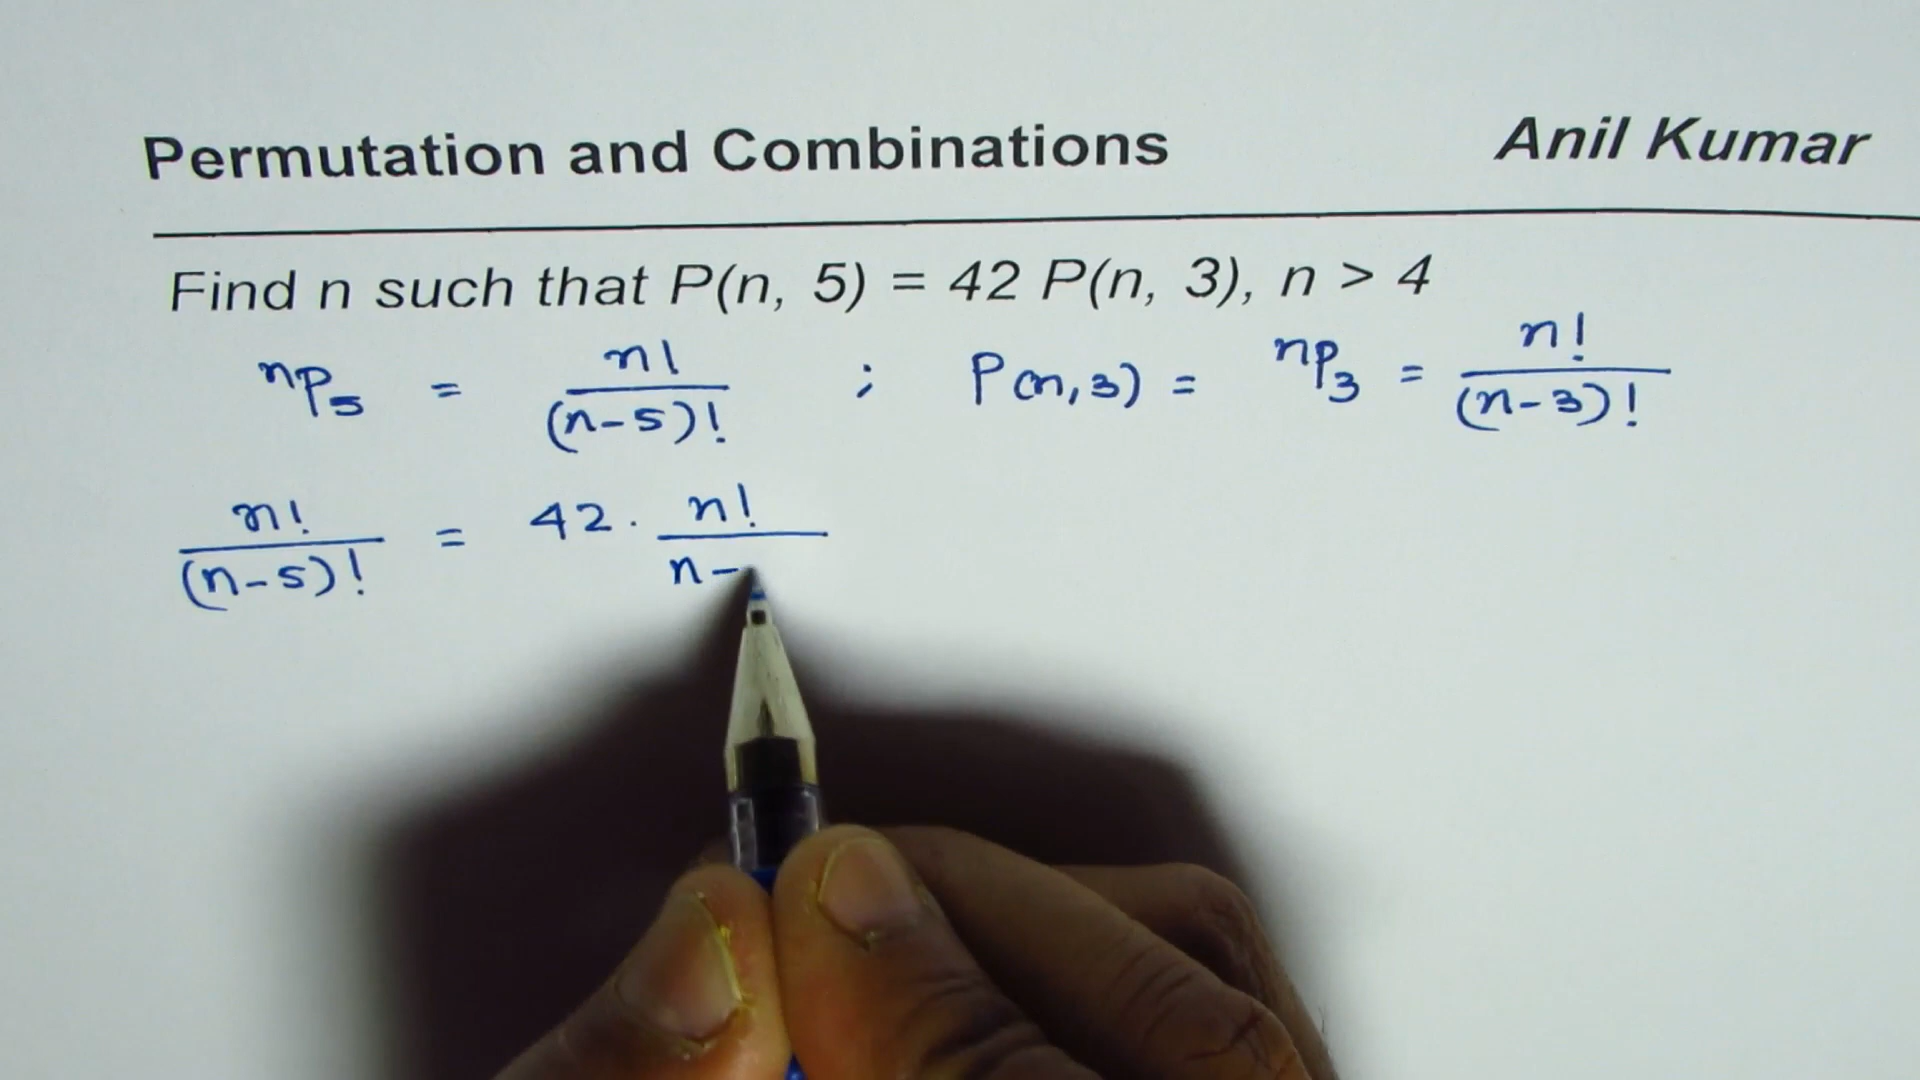 Permutation and Combinations Anil Kumar
Find n such that P(n, 5) = 42 P(n, 3), n > 4
nP5 = n!/(n-5)! ; P(n,3) = nP3 = n!/(n-3)!
n!/(n-5)! = 42 · n!/n-